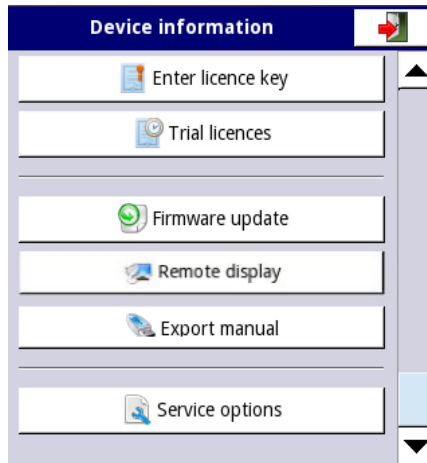 Device information
Enter licence key
Trial licences
Firmware update
Remote display
Export manual
Service options